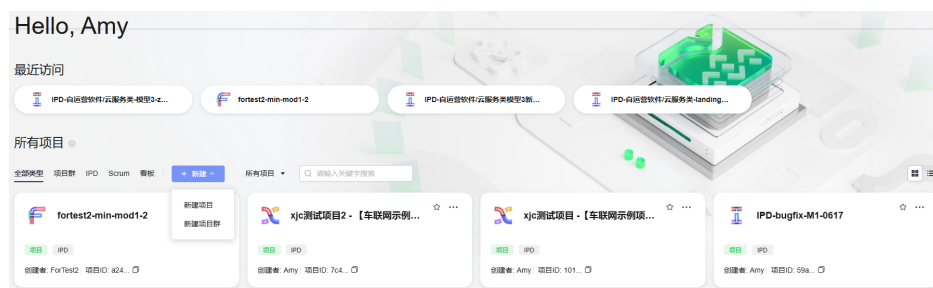 Hello, Amy
最近访问
IPD-自运营软件/云服务类-模型3-z...
fortest2-min-mod1-2
IPD-自运营软件/云服务类模型3新...
IPD-自运营软件/云服务类-landing...
所有项目
全部类型 项目群 IPD Scrum 看板 + 新建 所有项目 请输入关键字搜索
新建项目
新建项目群
fortest2-min-mod1-2
项目 IPD
创建者: ForTest2 项目ID: a24...
xjc测试项目2 - 【车联网示例...
项目 IPD
创建者: Amy 项目ID: 7c4...
xjc测试项目 - 【车联网示例项...
项目 IPD
创建者: Amy 项目ID: 101...
IPD-bugfix-M1-0617
项目 IPD
创建者: Amy 项目ID: 59a...